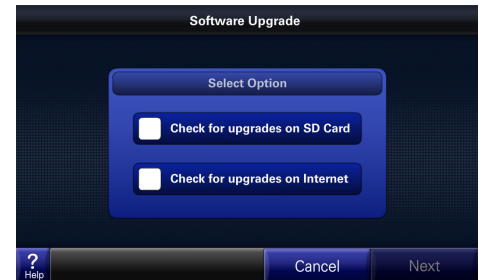 Software Upgrade
Select Option
Check for upgrades on SD Card
Check for upgrades on Internet
?
Help
Cancel
Next